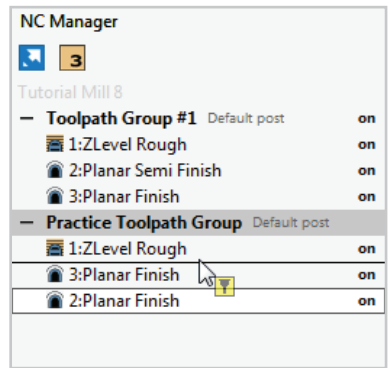 NC Manager
3
Tutorial Mill 8
— Toolpath Group #1 Default post on
1:ZLevel Rough on
2:Planar Semi Finish on
3:Planar Finish on
— Practice Toolpath Group Default post
1:ZLevel Rough on
3:Planar Finish on
2:Planar Finish on